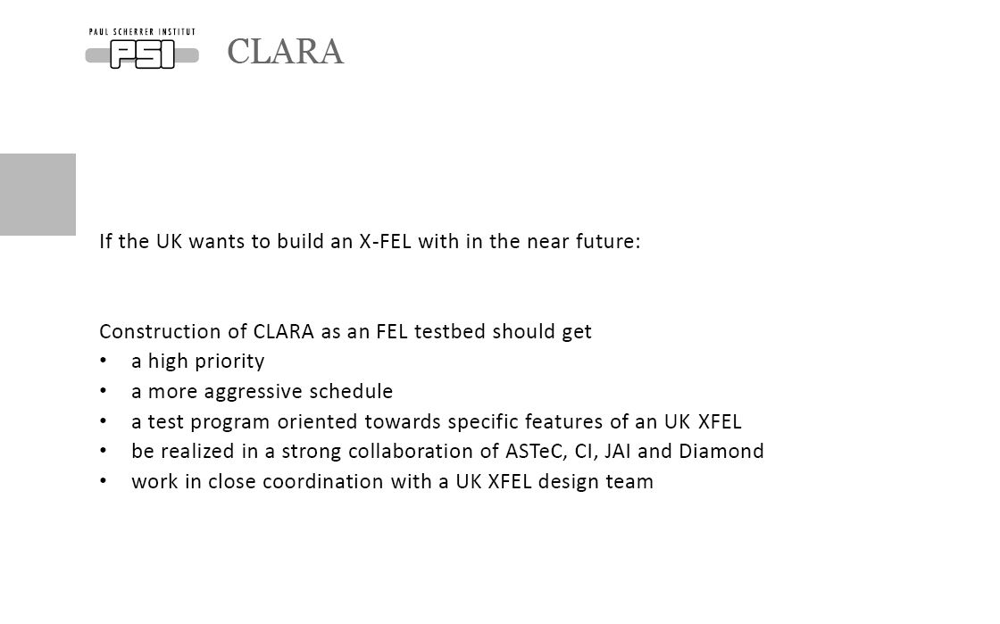 PAUL SCHERRER INSTITUT
PSI
CLARA
If the UK wants to build an X-FEL with in the near future:
Construction of CLARA as an FEL testbed should get
• a high priority
• a more aggressive schedule
• a test program oriented towards specific features of an UK XFEL
• be realized in a strong collaboration of ASTeC, CI, JAI and Diamond
• work in close coordination with a UK XFEL design team